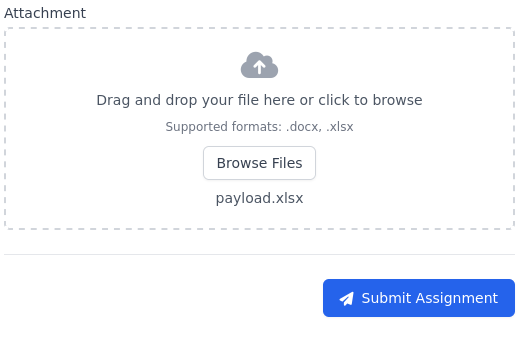 Attachment
Drag and drop your file here or click to browse
Supported formats: .docx, .xlsx
Browse Files
payload.xlsx
Submit Assignment